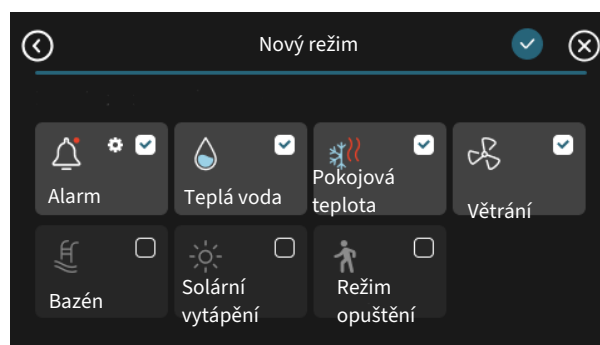 Nový režim
Alarm
Teplá voda
Pokojová
teplota
Větrání
Bazén
Solární
vytápění
Režim
opuštění